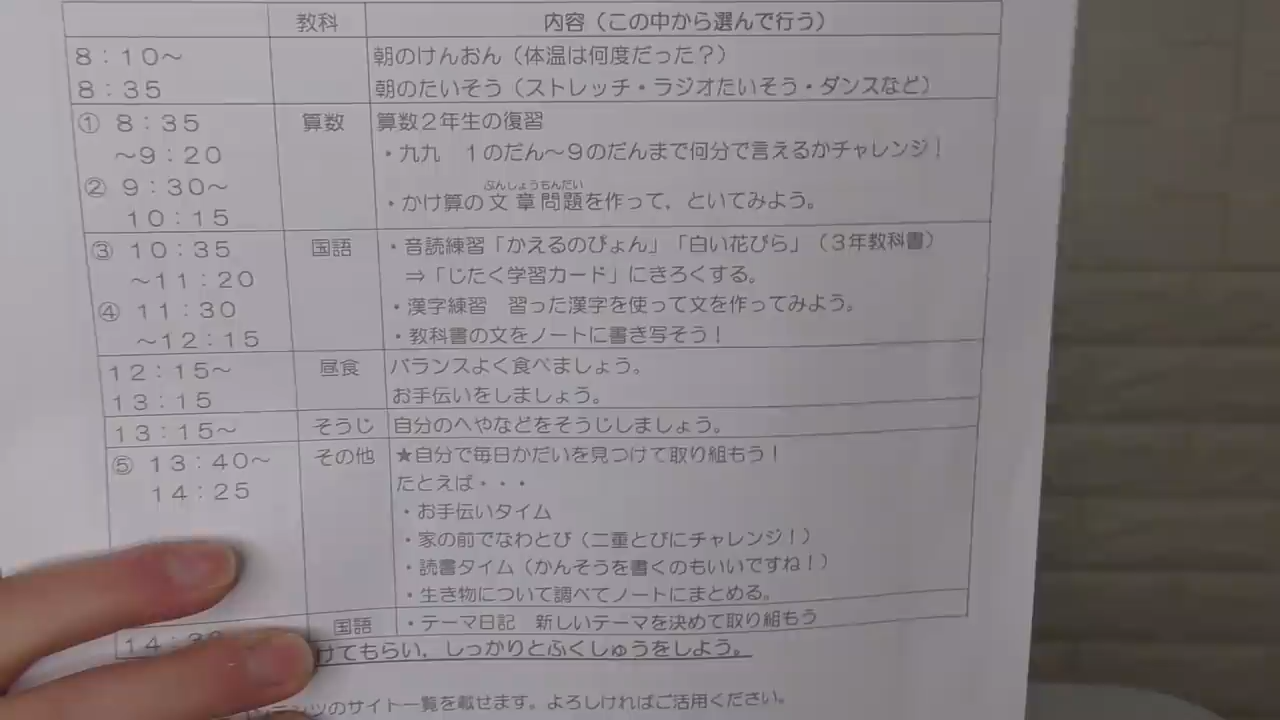 教科 内容（この中から選んで行う）
8：10～ 朝のけんおん（体温は何度だった？）
8：35 朝のたいそう（ストレッチ・ラジオたいそう・ダンスなど）
① 8：35 算数 算数2年生の復習
～9：20 ・九九　1のだん～9のだんまで何分で言えるかチャレンジ！
② 9：30～
ぶんしょうもんだい
10：15 ・かけ算の文章問題を作って、といてみよう。
③ 10：35 国語 ・音読練習「かえるのぴょん」「白い花びら」（3年教科書）
～11：20 ⇒「じたく学習カード」にきろくする。
④ 11：30 ・漢字練習　習った漢字を使って文を作ってみよう。
～12：15 ・教科書の文をノートに書き写そう！
12：15～ 昼食 バランスよく食べましょう。
13：15 お手伝いをしましょう。
13：15～ そうじ 自分のへやなどをそうじしましょう。
⑤ 13：40～ その他 ★自分で毎日かだいを見つけて取り組もう！
14：25 たとえば・・・
・お手伝いタイム
・家の前でなわとび（二重とびにチャレンジ！）
・読書タイム（かんそうを書くのもいいですね！）
・生き物について調べてノートにまとめる。
14： 国語 ・テーマ日記　新しいテーマを決めて取り組もう
けてもらい、しっかりとふくしゅうをしよう。
ンツのサイト一覧を載せます。よろしければご活用ください。